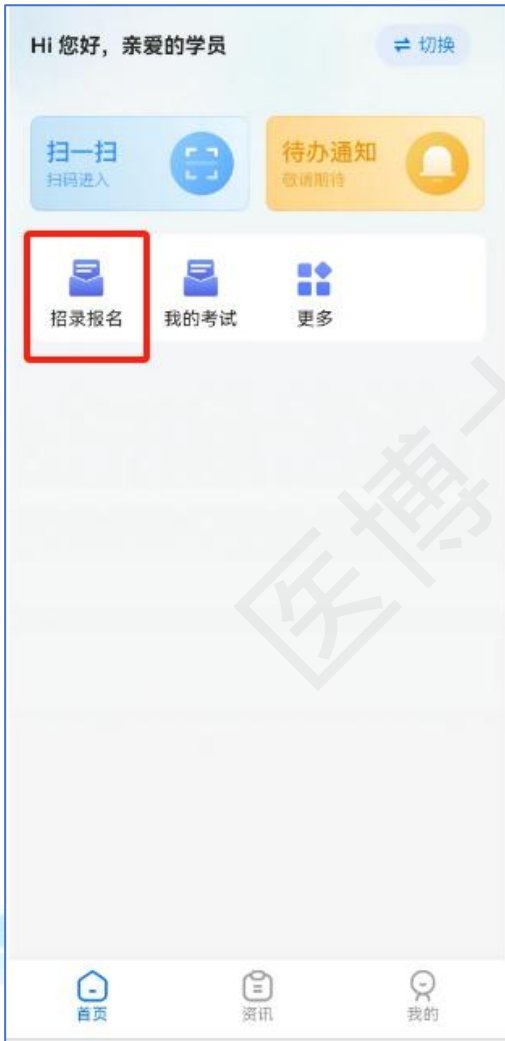 Hi 您好，亲爱的学员
切换
扫一扫
扫码进入
待办通知
敬请期待
招录报名
我的考试
更多
医博
首页
资讯
我的